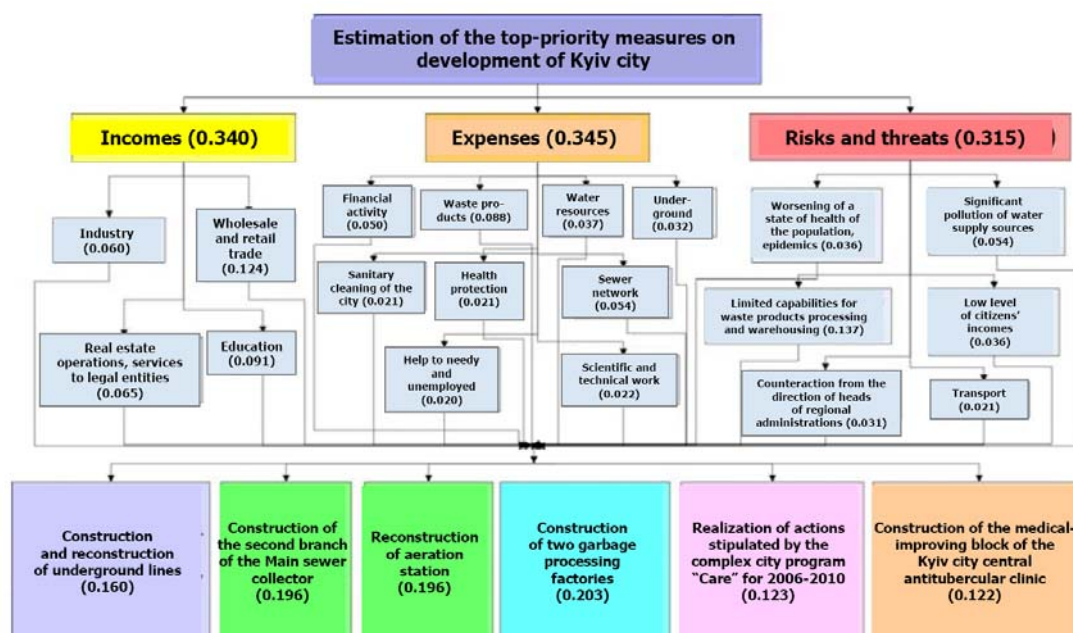 Estimation of the top-priority measures on
development of Kyiv city
Incomes (0.340)
Expenses (0.345)
Risks and threats (0.315)
)
Industry
(0.060)
Wholesale
and retail
trade
(0.124)
Real estate
operations, services
to legal entities
(0.065)
Education
(0.091)
Financial
activity
(0.050)
Waste pro-
ducts (0.088)
Water
resources
(0.037)
Under-
ground
(0.032)
Sanitary
cleaning of the
city (0.021)
Health
protection
(0.021)
Sewer
network
(0.054)
Help to needy
and
unemployed
(0.020)
Scientific and
technical work
(0.022)
Worsening of a
state of health of
the population,
epidemics (0.036)
Significant
pollution of water
supply sources
(0.054)
Limited capabilities for
waste products processing
and warehousing (0.137)
Low level
of citizens'
incomes
(0.036)
Counteraction from the
direction of heads
of regional
administrations (0.031)
Transport
(0.021)
Construction
and reconstruction
of underground lines
(0.160)
Construction of
the second branch
of the Main sewer
collector
(0.196)
Reconstruction
of aeration
station
(0.196)
Construction
of two garbage
processing
factories
(0.203)
Realization of actions
stipulated by the
complex city program
"Care" for 2006-2010
(0.123)
Construction of the medical-
improving block of the
Kyiv city central
antitubercular clinic
(0.122)